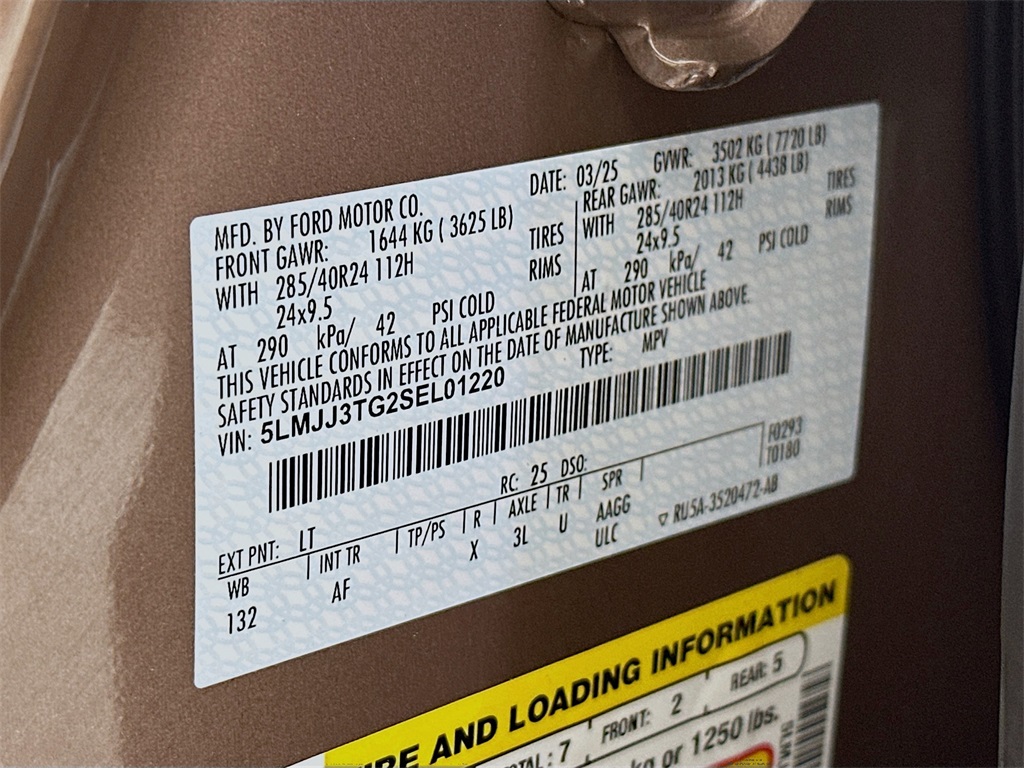 MFD. BY FORD MOTOR CO.
DATE: 03/25 GVWR: 3502 KG ( 7720 LB)
FRONT GAWR: 1644 KG ( 3625 LB)
REAR GAWR: 2013 KG ( 4438 LB)
WITH 285/40R24 112H TIRES
WITH 285/40R24 112H TIRES
24x9.5 RIMS
24x9.5 RIMS
AT 290 kPa/ 42 PSI COLD
AT 290 kPa/ 42 PSI COLD
THIS VEHICLE CONFORMS TO ALL APPLICABLE FEDERAL MOTOR VEHICLE
SAFETY STANDARDS IN EFFECT ON THE DATE OF MANUFACTURE SHOWN ABOVE.
VIN: 5LMJJ3TG2SEL01220 TYPE: MPV
F0293
T0180
EXT PNT: LT RC: 25 DSO:
WB INT TR TP/PS R AXLE TR SPR
132 AF X 3L U AAGG
ULC ▽ RU5A-3520472-AB
AND LOADING INFORMATION
: 7 FRONT: 2 REAR: 5
kg or 1250 lbs.